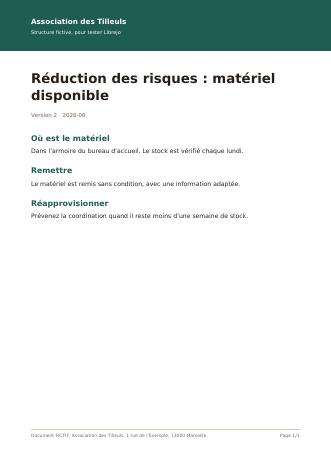 Association des Tilleuls
Structure fictive, pour tester Librejo
Réduction des risques : matériel
disponible
Version 2 · 2026-06
Où est le matériel
Dans l'armoire du bureau d'accueil. Le stock est vérifié chaque lundi.
Remettre
Le matériel est remis sans condition, avec une information adaptée.
Réapprovisionner
Prévenez la coordination quand il reste moins d'une semaine de stock.
Document FICTIF, Association des Tilleuls, 1 rue de l'Exemple, 13000 Marseille.
Page 1/1